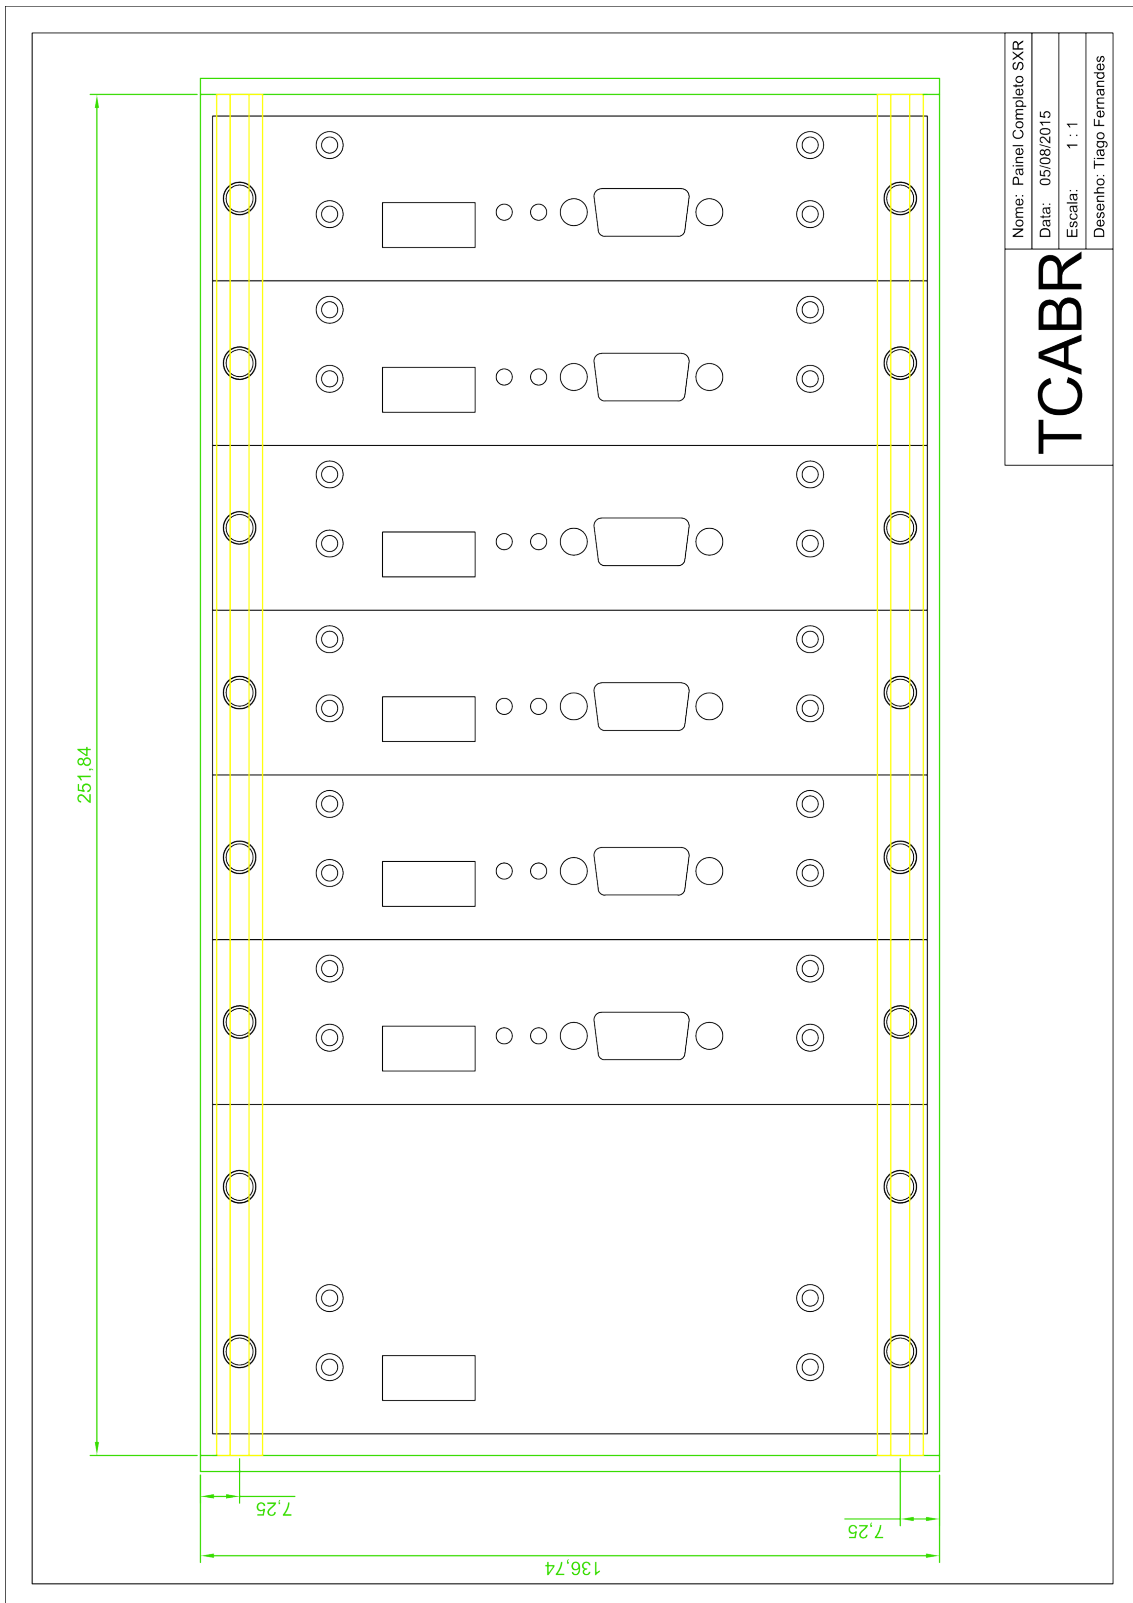 Nome: Painel Completo SXR
Data: 05/08/2015
Escala: 1 : 1
Desenho: Tiago Fernandes
TCABR
251,84
7,25
7,25
136,74